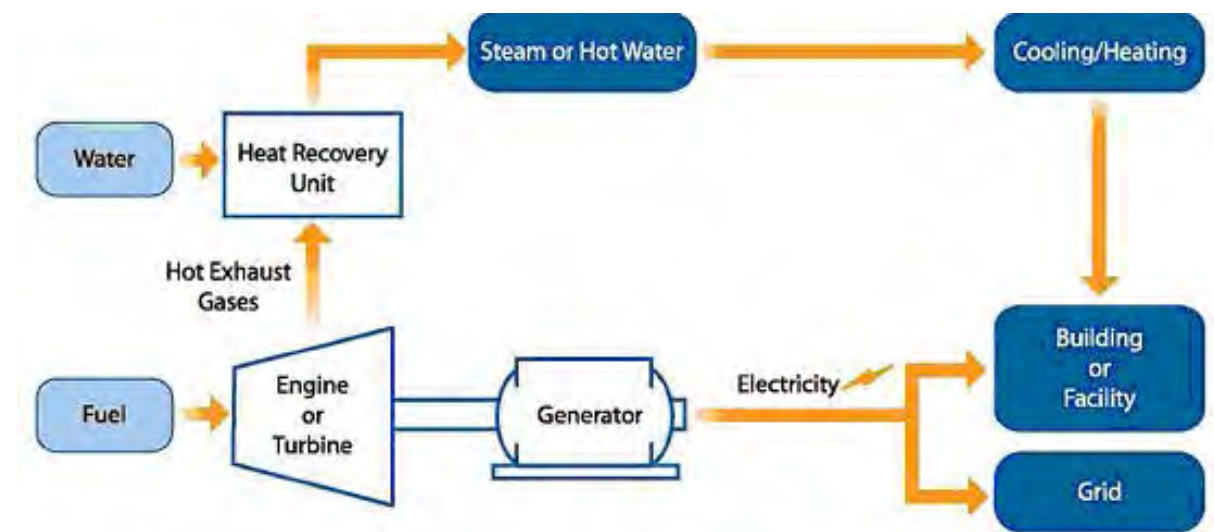 Steam or Hot Water
Cooling/Heating
Water
Heat Recovery
Unit
Hot Exhaust
Gases
Fuel
Engine
or
Turbine
Generator
Electricity
Building
or
Facility
Grid